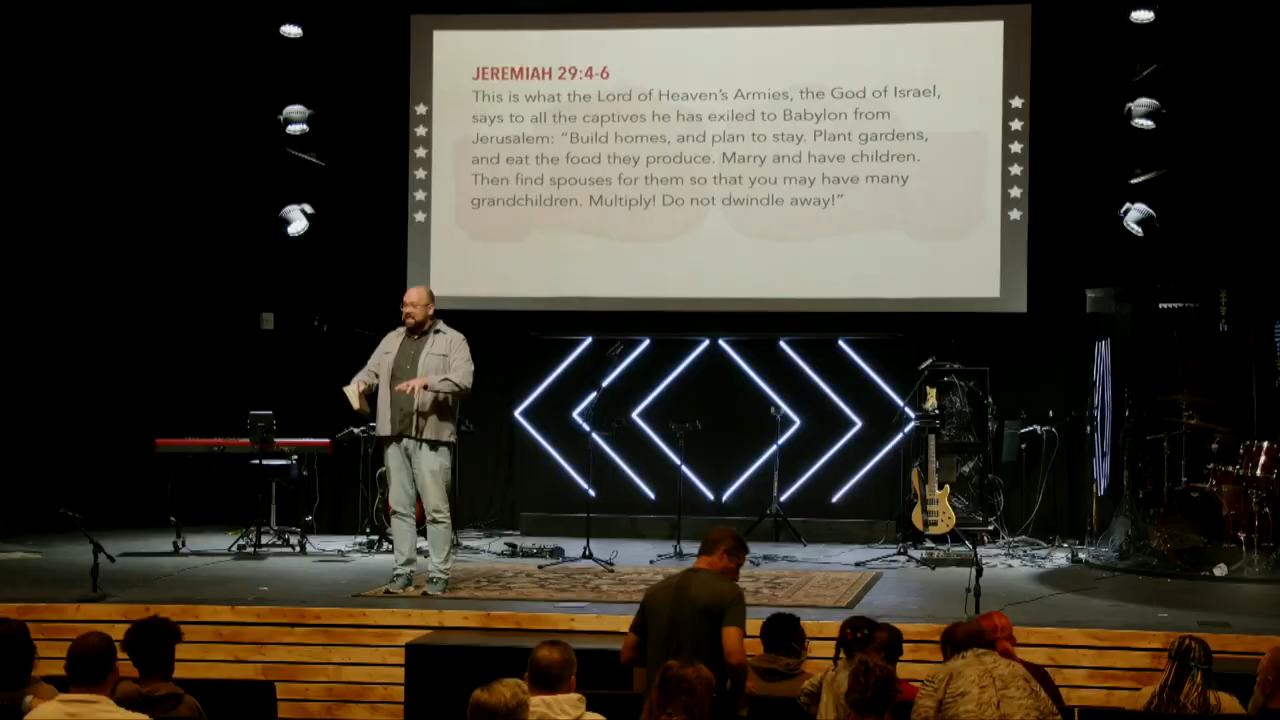 JEREMIAH 29:4-6
This is what the Lord of Heaven's Armies, the God of Israel,
says to all the captives he has exiled to Babylon from
Jerusalem: “Build homes, and plan to stay. Plant gardens,
and eat the food they produce. Marry and have children.
Then find spouses for them so that you may have many
grandchildren. Multiply! Do not dwindle away!”